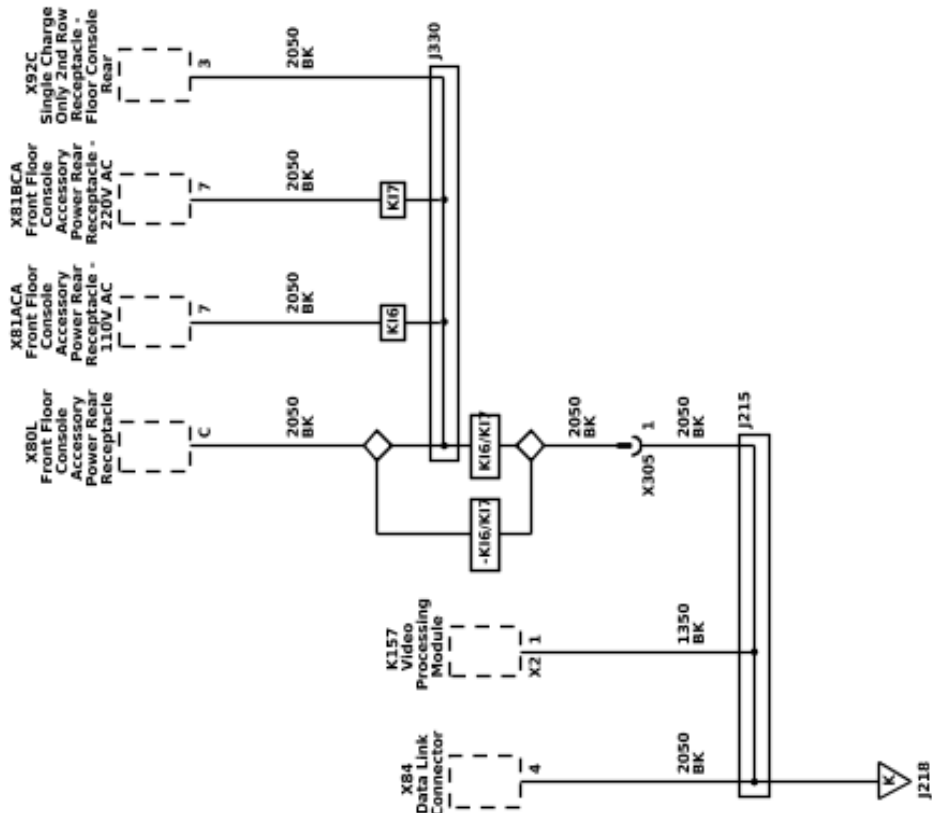 X92C
Single Charge
Only 2nd Row
Receptacle -
Floor Console
Rear
3
2050
BK
J330
X81BCA
Front Floor
Console
Accessory
Power Rear
Receptacle -
220V AC
7
2050
BK
KI7
X81ACA
Front Floor
Console
Accessory
Power Rear
Receptacle -
110V AC
7
2050
BK
KI6
X80L
Front Floor
Console
Accessory
Power Rear
Receptacle
C
2050
BK
KI6/KI7
-KI6/KI7
2050
BK
1
X305
2050
BK
J215
K157
Video
Processing
Module
1
X2
1350
BK
X84
Data Link
Connector
4
2050
BK
K
J218